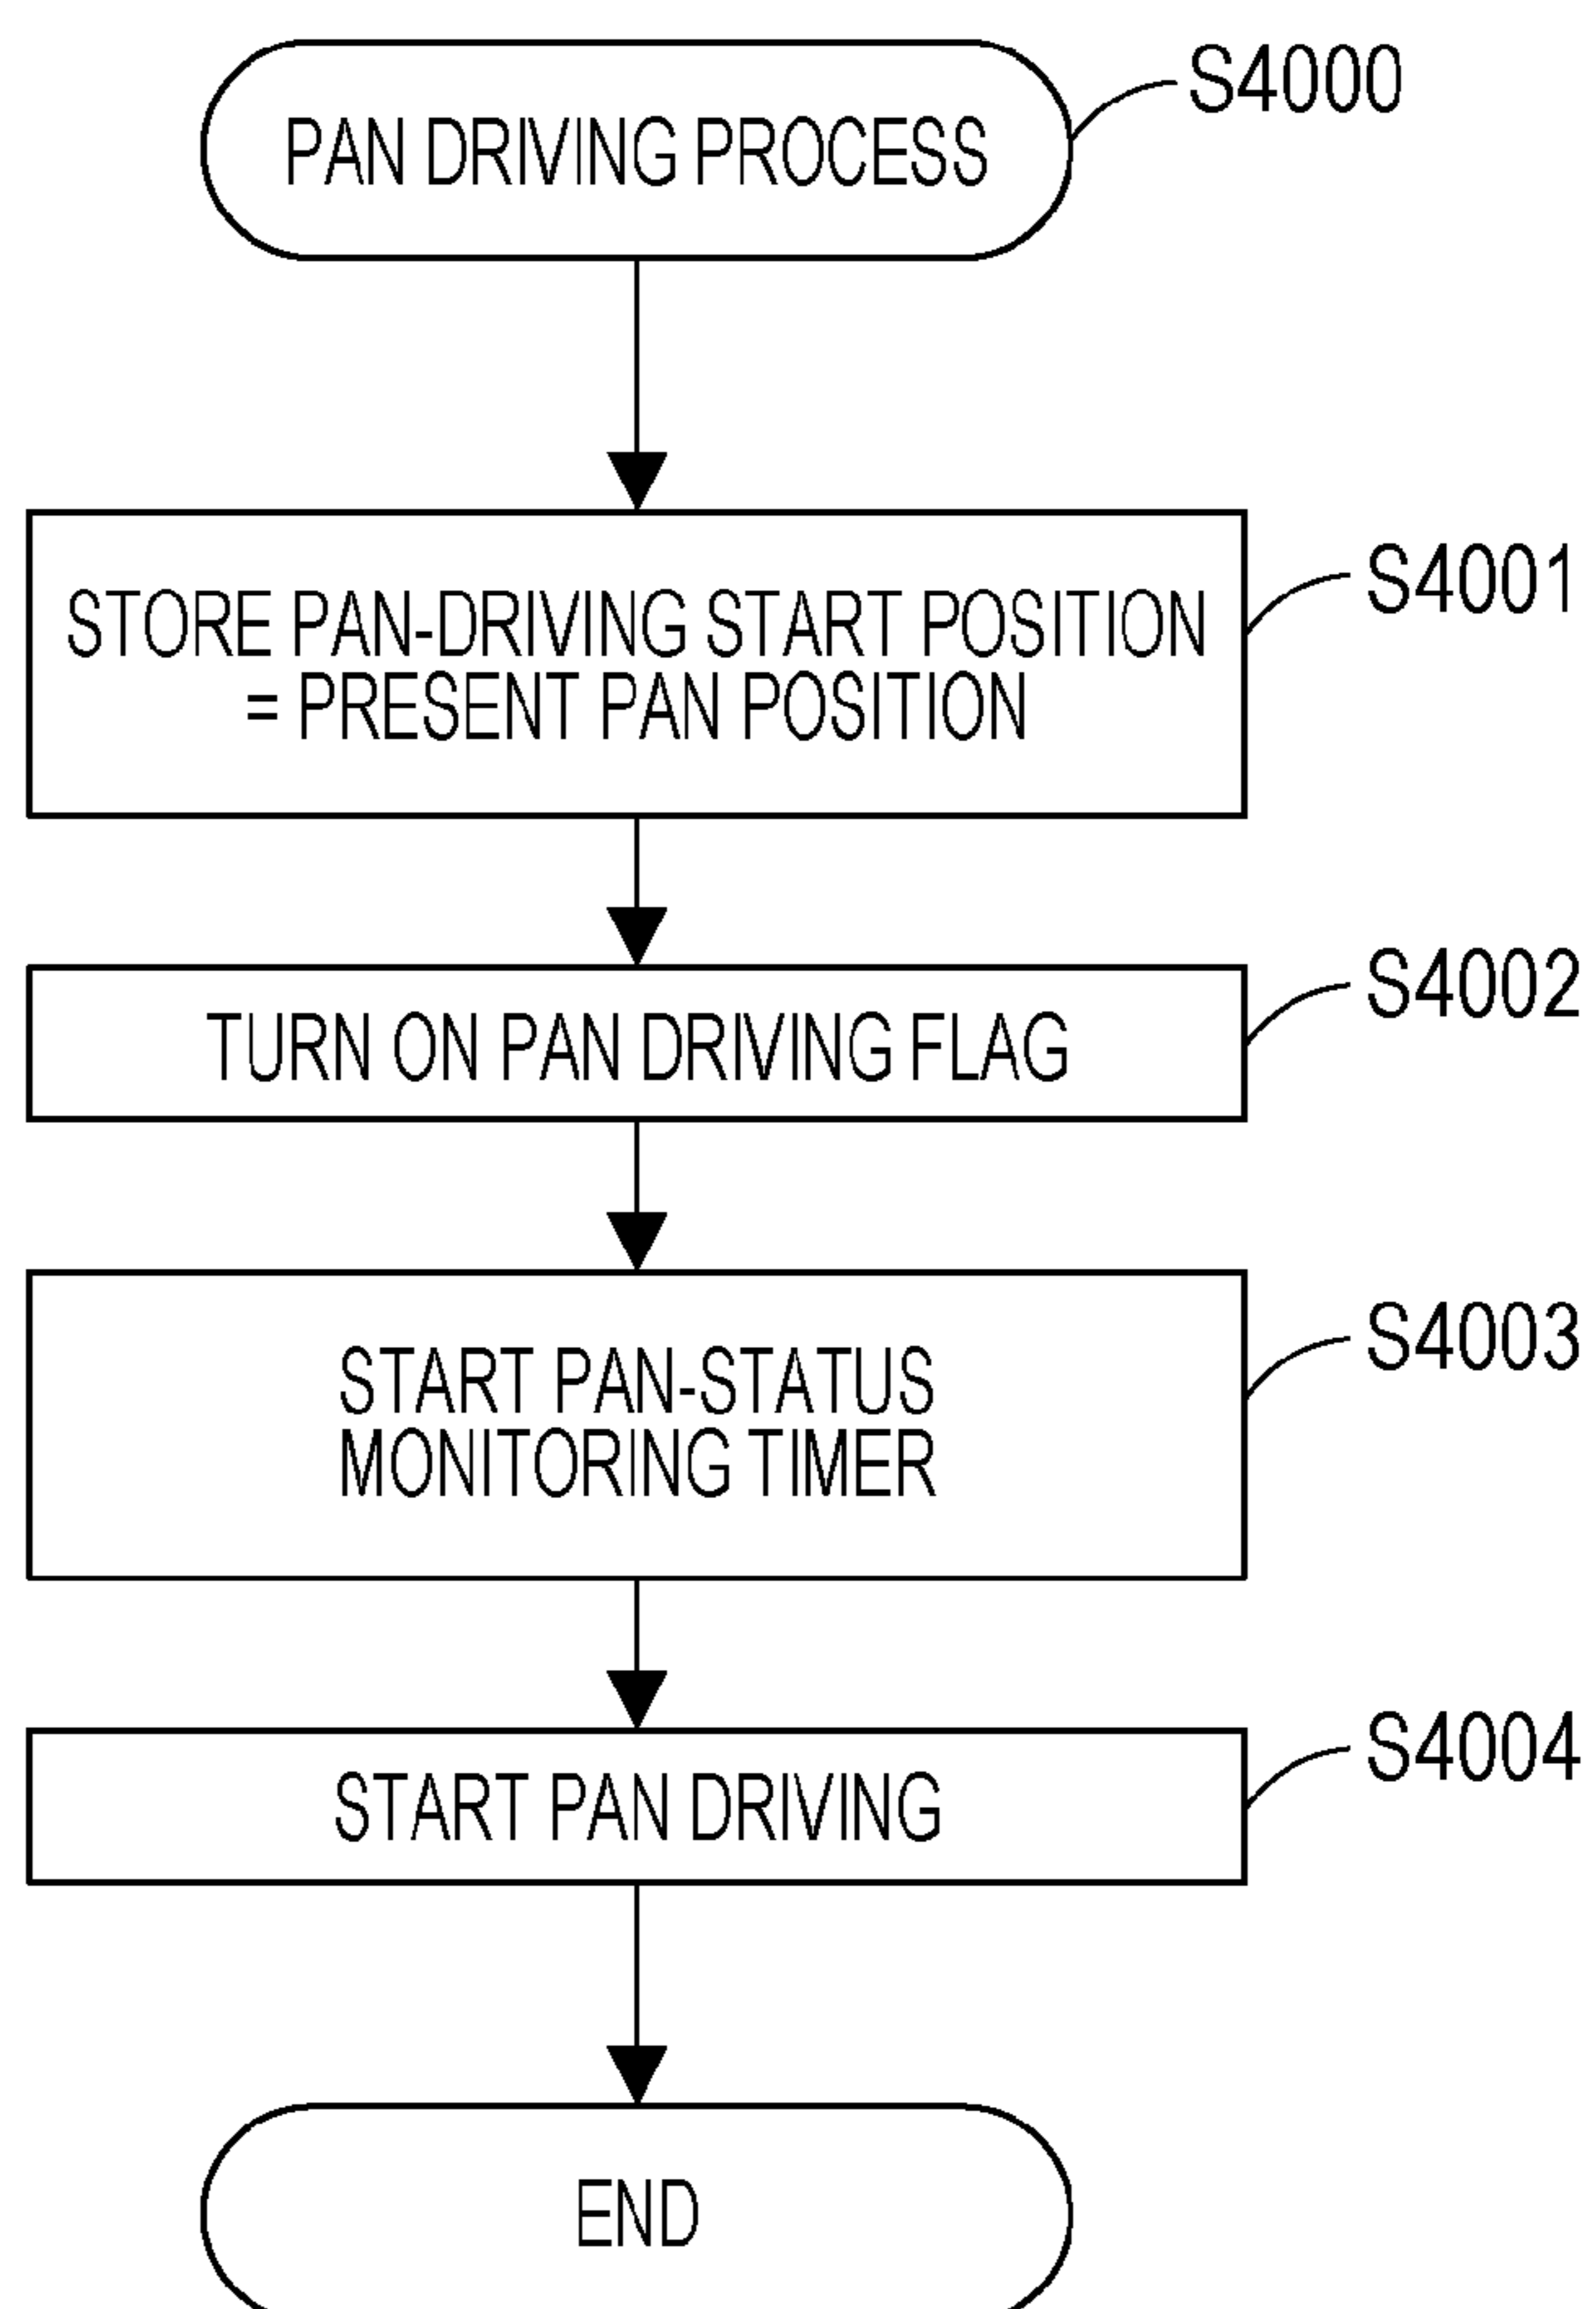 S4000
PAN DRIVING PROCESS
S4001
STORE PAN-DRIVING START POSITION
= PRESENT PAN POSITION
S4002
TURN ON PAN DRIVING FLAG
S4003
START PAN-STATUS
MONITORING TIMER
S4004
START PAN DRIVING
END